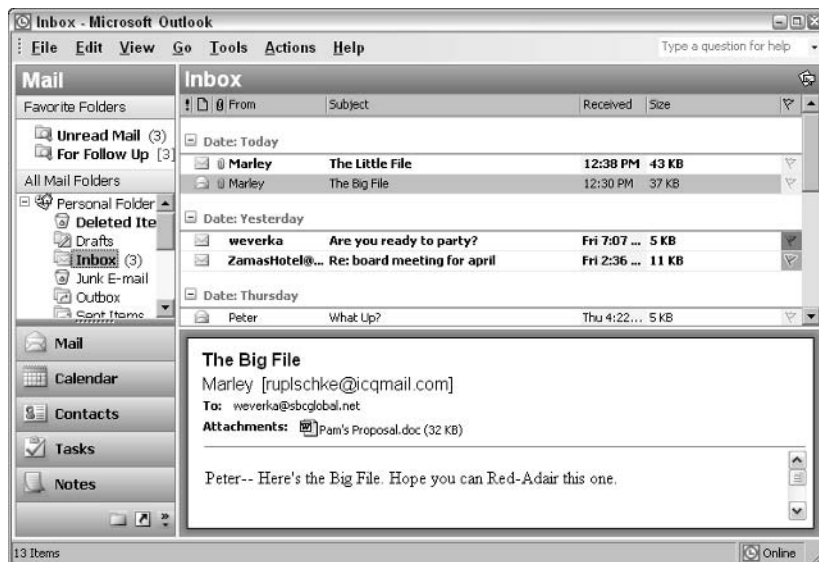 Inbox - Microsoft Outlook
File Edit View Go Tools Actions Help Type a question for help
Mail
Favorite Folders
Unread Mail (3)
For Follow Up [3]
All Mail Folders
Personal Folder
Deleted Ite
Drafts
Inbox (3)
Junk E-mail
Outbox
Sent Items
Mail
Calendar
Contacts
Tasks
Notes
Inbox
! From Subject Received Size
Date: Today
Marley The Little File 12:38 PM 43 KB
Marley The Big File 12:30 PM 37 KB
Date: Yesterday
weverka Are you ready to party? Fri 7:07 ... 5 KB
ZamasHotel@... Re: board meeting for april Fri 2:36 ... 11 KB
Date: Thursday
Peter What Up? Thu 4:22... 5 KB
The Big File
Marley [ruplschke@icqmail.com]
To: weverka@sbcglobal.net
Attachments: Pam's Proposal.doc (32 KB)
Peter-- Here's the Big File. Hope you can Red-Adair this one.
13 Items Online